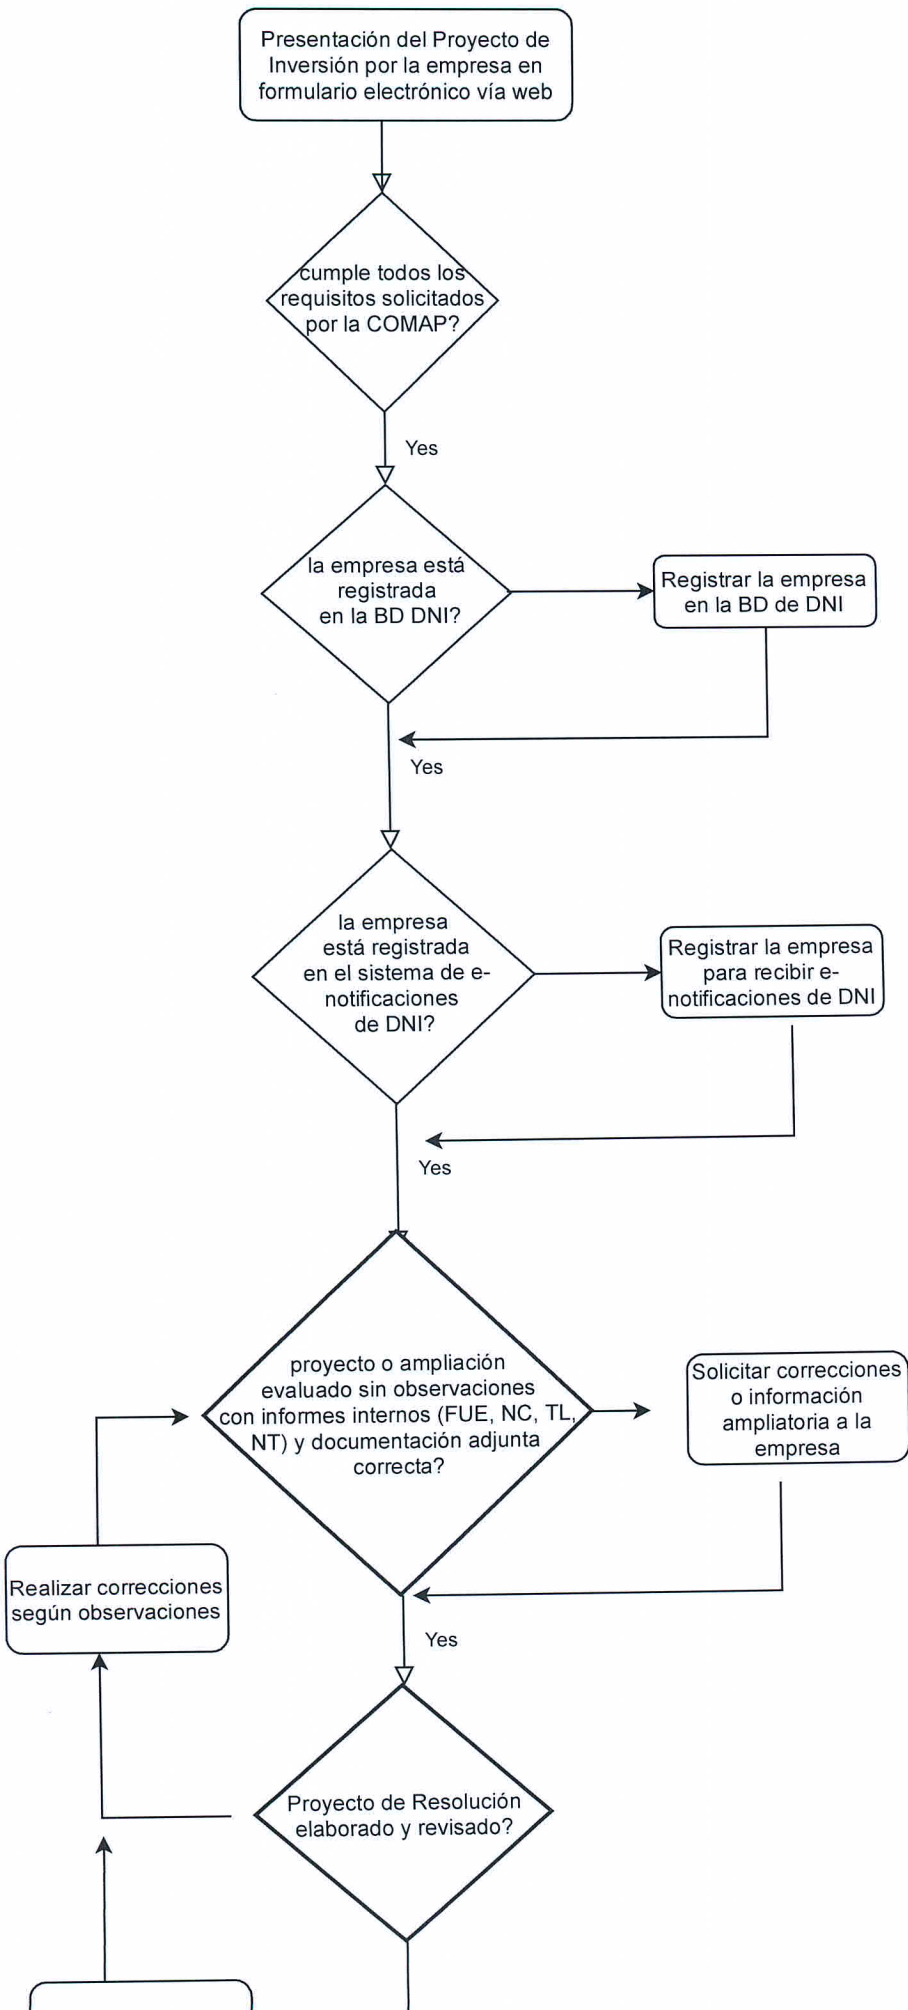 Presentación del Proyecto de
Inversión por la empresa en
formulario electrónico vía web
cumple todos los
requisitos solicitados
por la COMAP?
Yes
la empresa está
registrada
en la BD DNI?
Registrar la empresa
en la BD de DNI
Yes
la empresa
está registrada
en el sistema de e-
notificaciones
de DNI?
Registrar la empresa
para recibir e-
notificaciones de DNI
Yes
proyecto o ampliación
evaluado sin observaciones
con informes internos (FUE, NC, TL,
NT) y documentación adjunta
correcta?
Solicitar correcciones
o información
ampliatoria a la
empresa
Realizar correcciones
según observaciones
Yes
Proyecto de Resolución
elaborado y revisado?